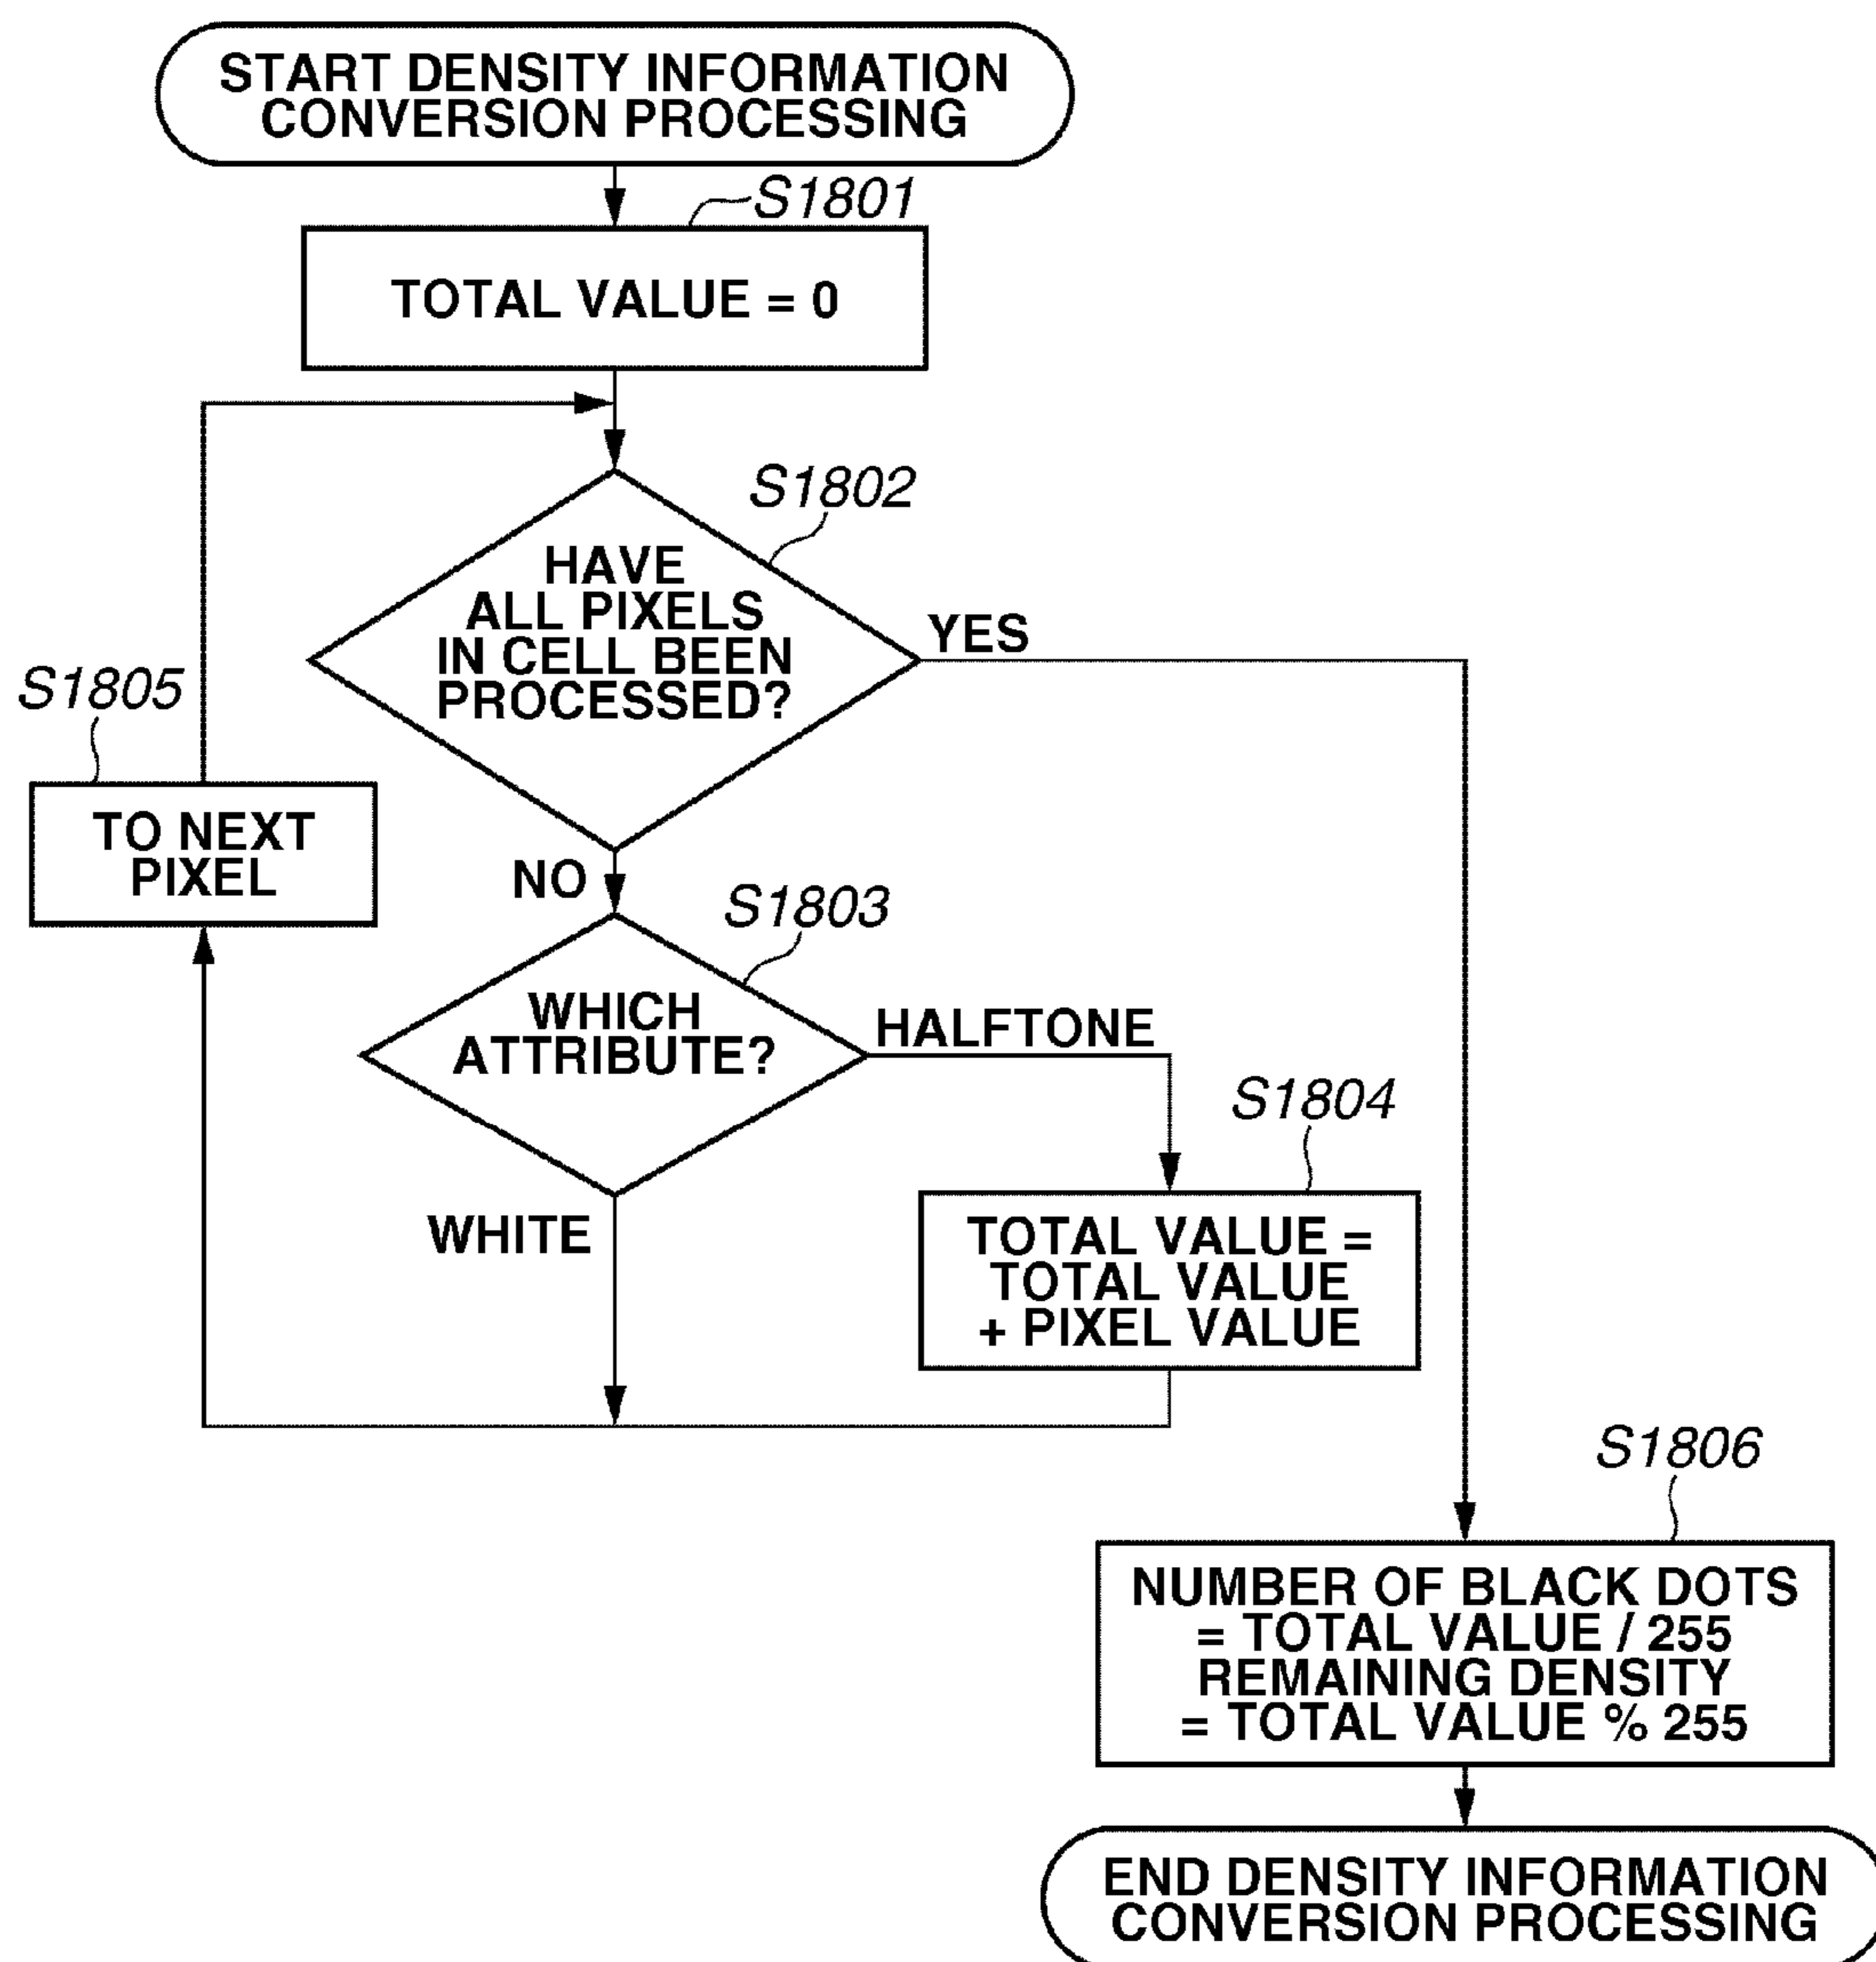 START DENSITY INFORMATION
CONVERSION PROCESSING
S1801
TOTAL VALUE = 0
S1802
HAVE
ALL PIXELS
IN CELL BEEN
PROCESSED?
YES
S1805
TO NEXT
PIXEL
NO
S1803
WHICH
ATTRIBUTE?
HALFTONE
S1804
WHITE
TOTAL VALUE =
TOTAL VALUE
+ PIXEL VALUE
S1806
NUMBER OF BLACK DOTS
= TOTAL VALUE / 255
REMAINING DENSITY
= TOTAL VALUE % 255
END DENSITY INFORMATION
CONVERSION PROCESSING